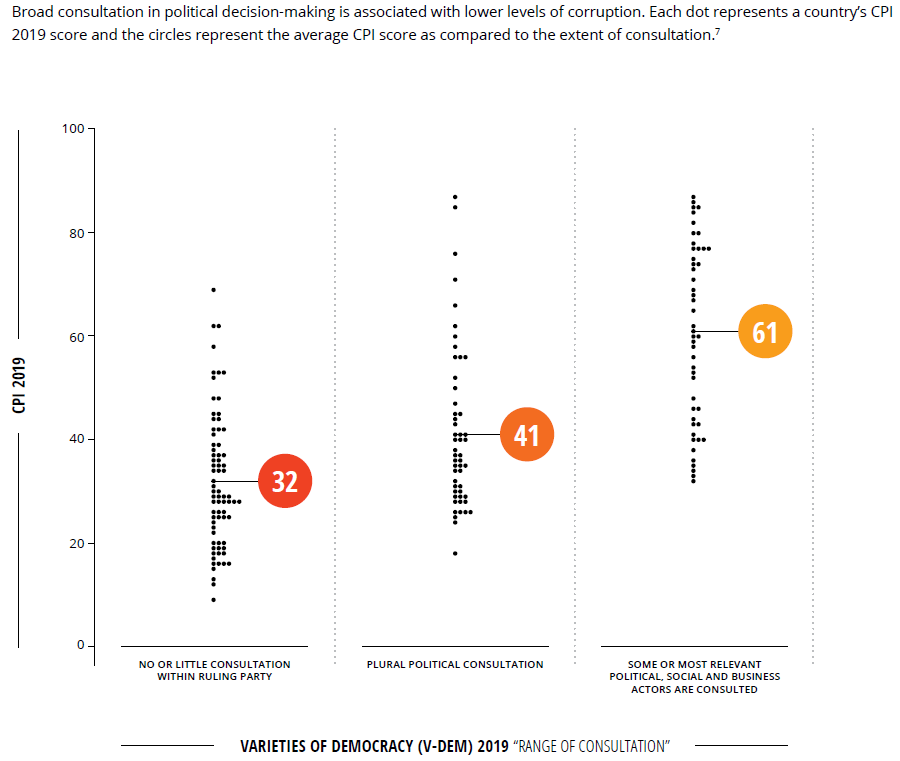 Broad consultation in political decision-making is associated with lower levels of corruption. Each dot represents a country’s CPI
2019 score and the circles represent the average CPI score as compared to the extent of consultation.⁷
100
80
60
40
20
0
CPI 2019
32
41
61
NO OR LITTLE CONSULTATION
WITHIN RULING PARTY
PLURAL POLITICAL CONSULTATION
SOME OR MOST RELEVANT
POLITICAL, SOCIAL AND BUSINESS
ACTORS ARE CONSULTED
VARIETIES OF DEMOCRACY (V-DEM) 2019 “RANGE OF CONSULTATION”